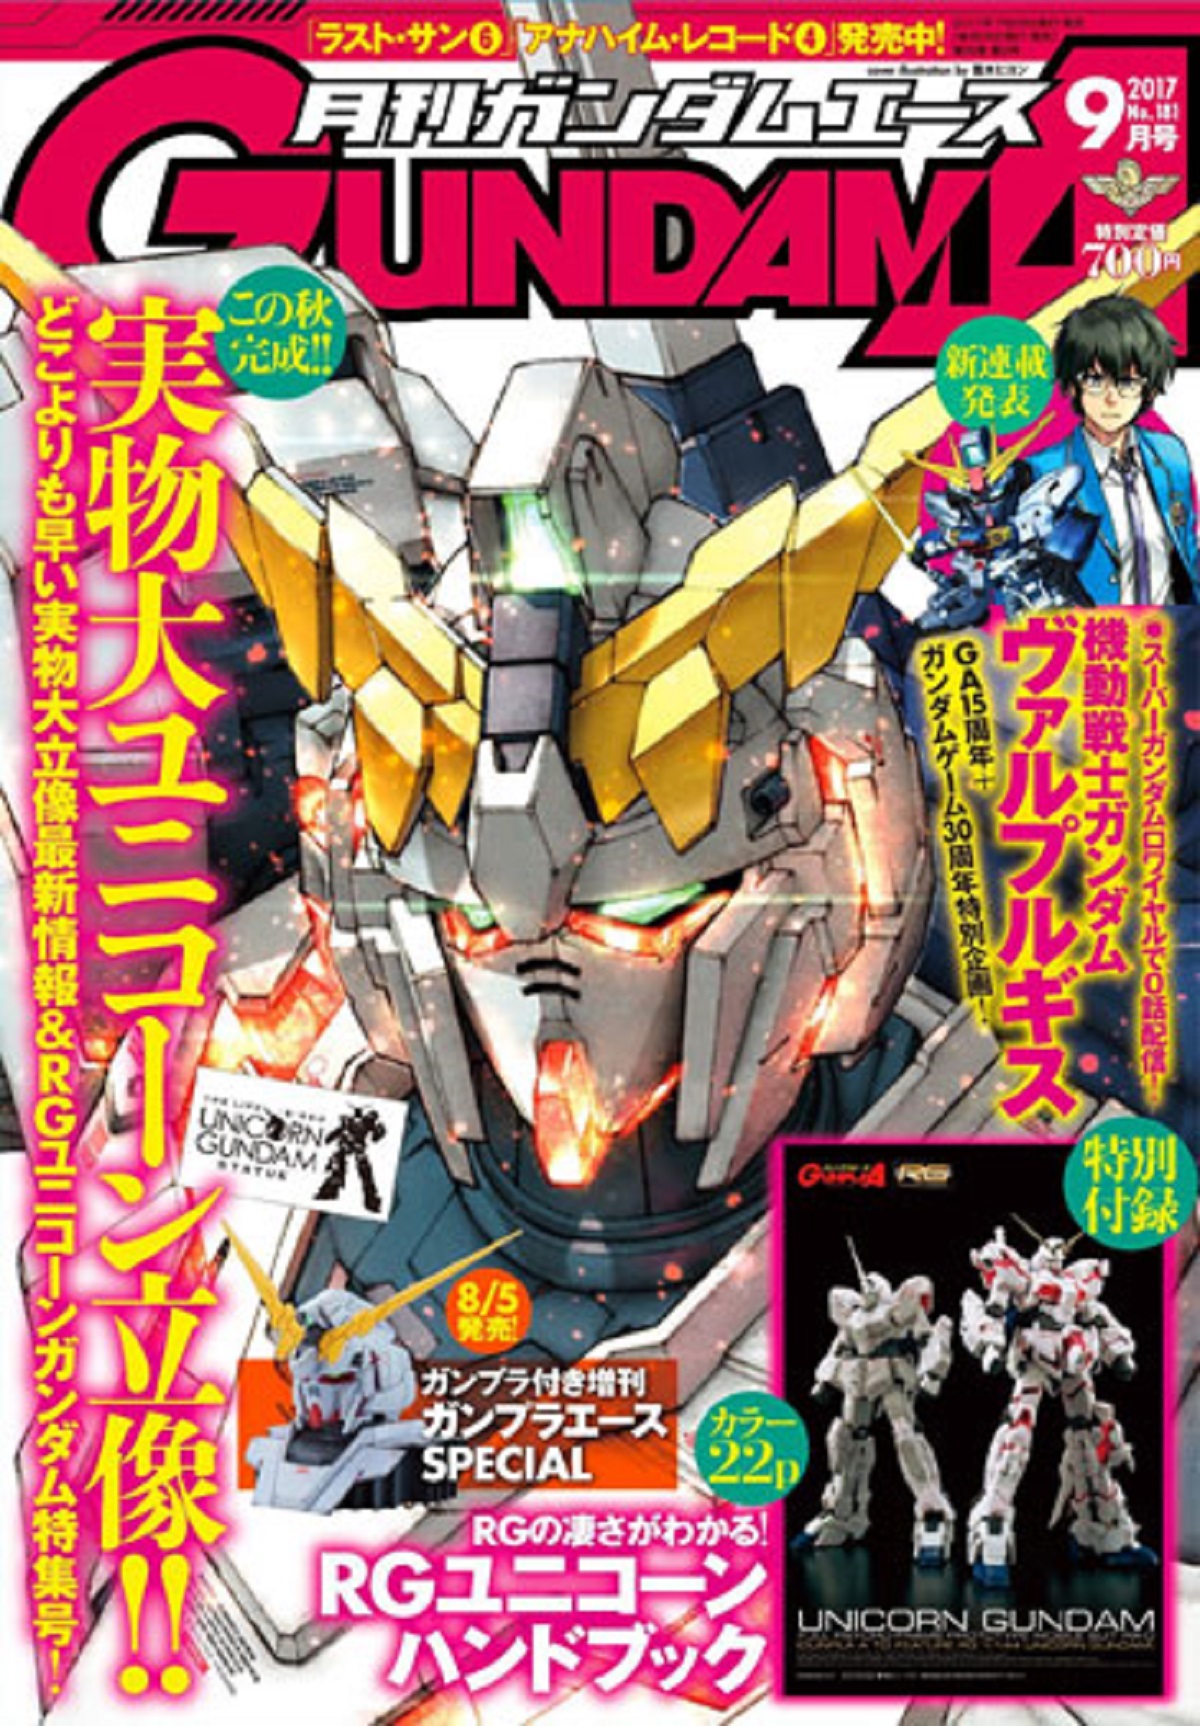 「ラスト・サン⑥」「アナハイム・レコード④」発売中!
cover illustration by
月刊ガンダムエース
GUNDAM A
2017
No.181
9月号
特別定価
700円
この秋
完成!!
実物大ユニコーン立像!!
どこよりも早い実物大立像最新情報&RGユニコーンガンダム特集号!
新連載
発表
●スーパーガンダムロワイヤルで0話配信!
機動戦士ガンダム
ヴァルプルギス
GA15周年+
ガンダムゲーム30周年特別企画!
UNICORN
GUNDAM
STATUE
8/5
発売!
ガンプラ付き増刊
ガンプラエース
SPECIAL
特別
付録
GUNDAM A RG
カラー
22p
RGの凄さがわかる!
RGユニコーン
ハンドブック
UNICORN GUNDAM